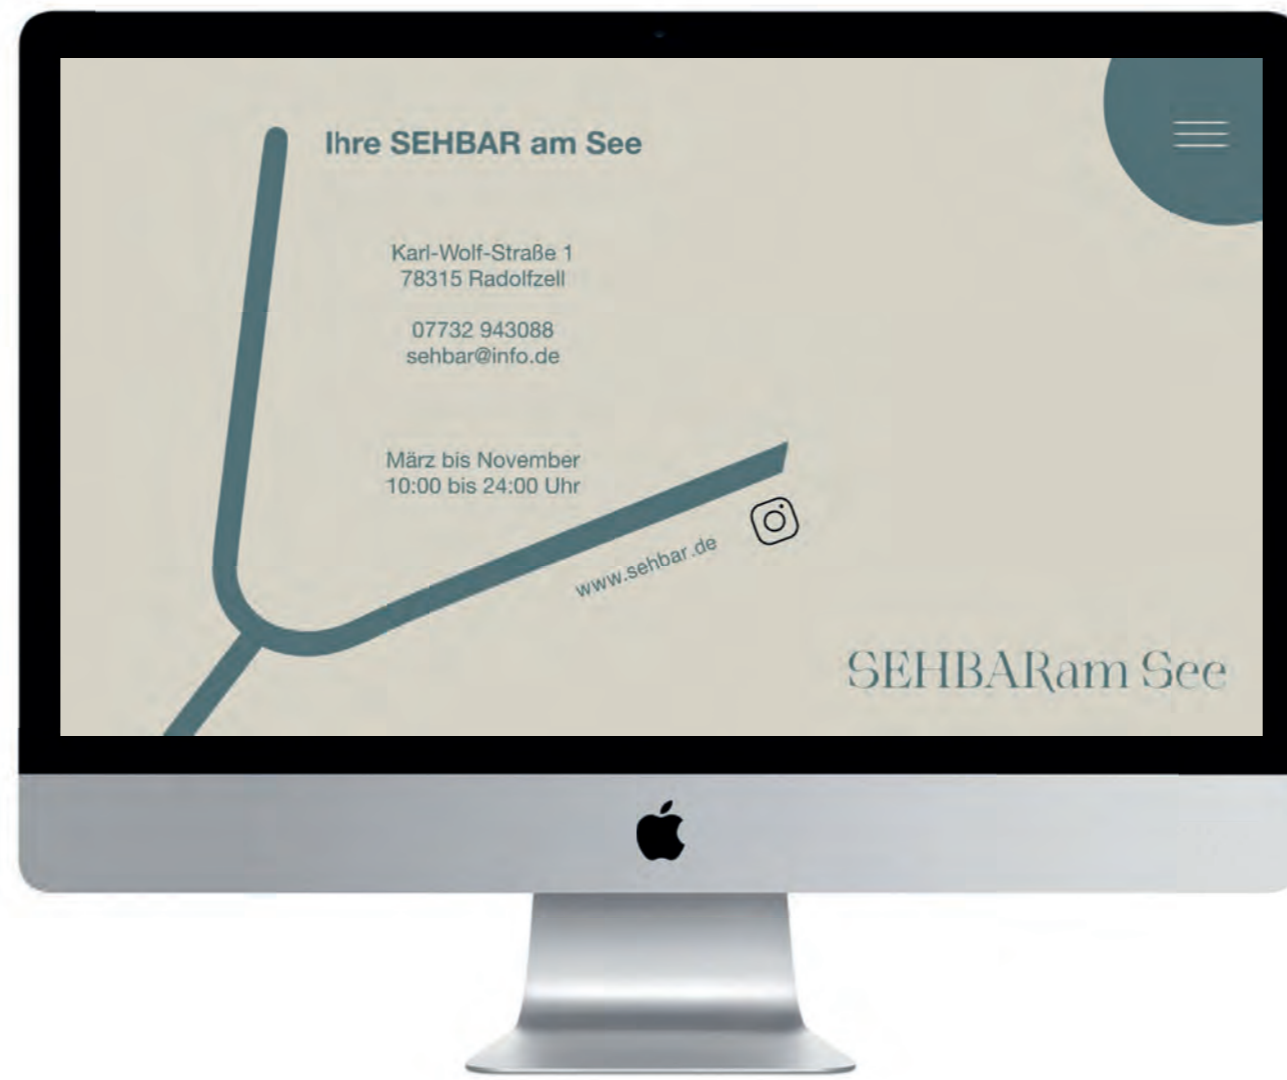 Ihre SEHBAR am See
Karl-Wolf-Straße 1
78315 Radolfzell
07732 943088
sehbar@info.de
März bis November
10:00 bis 24:00 Uhr
www.sehbar.de
SEHBARam See